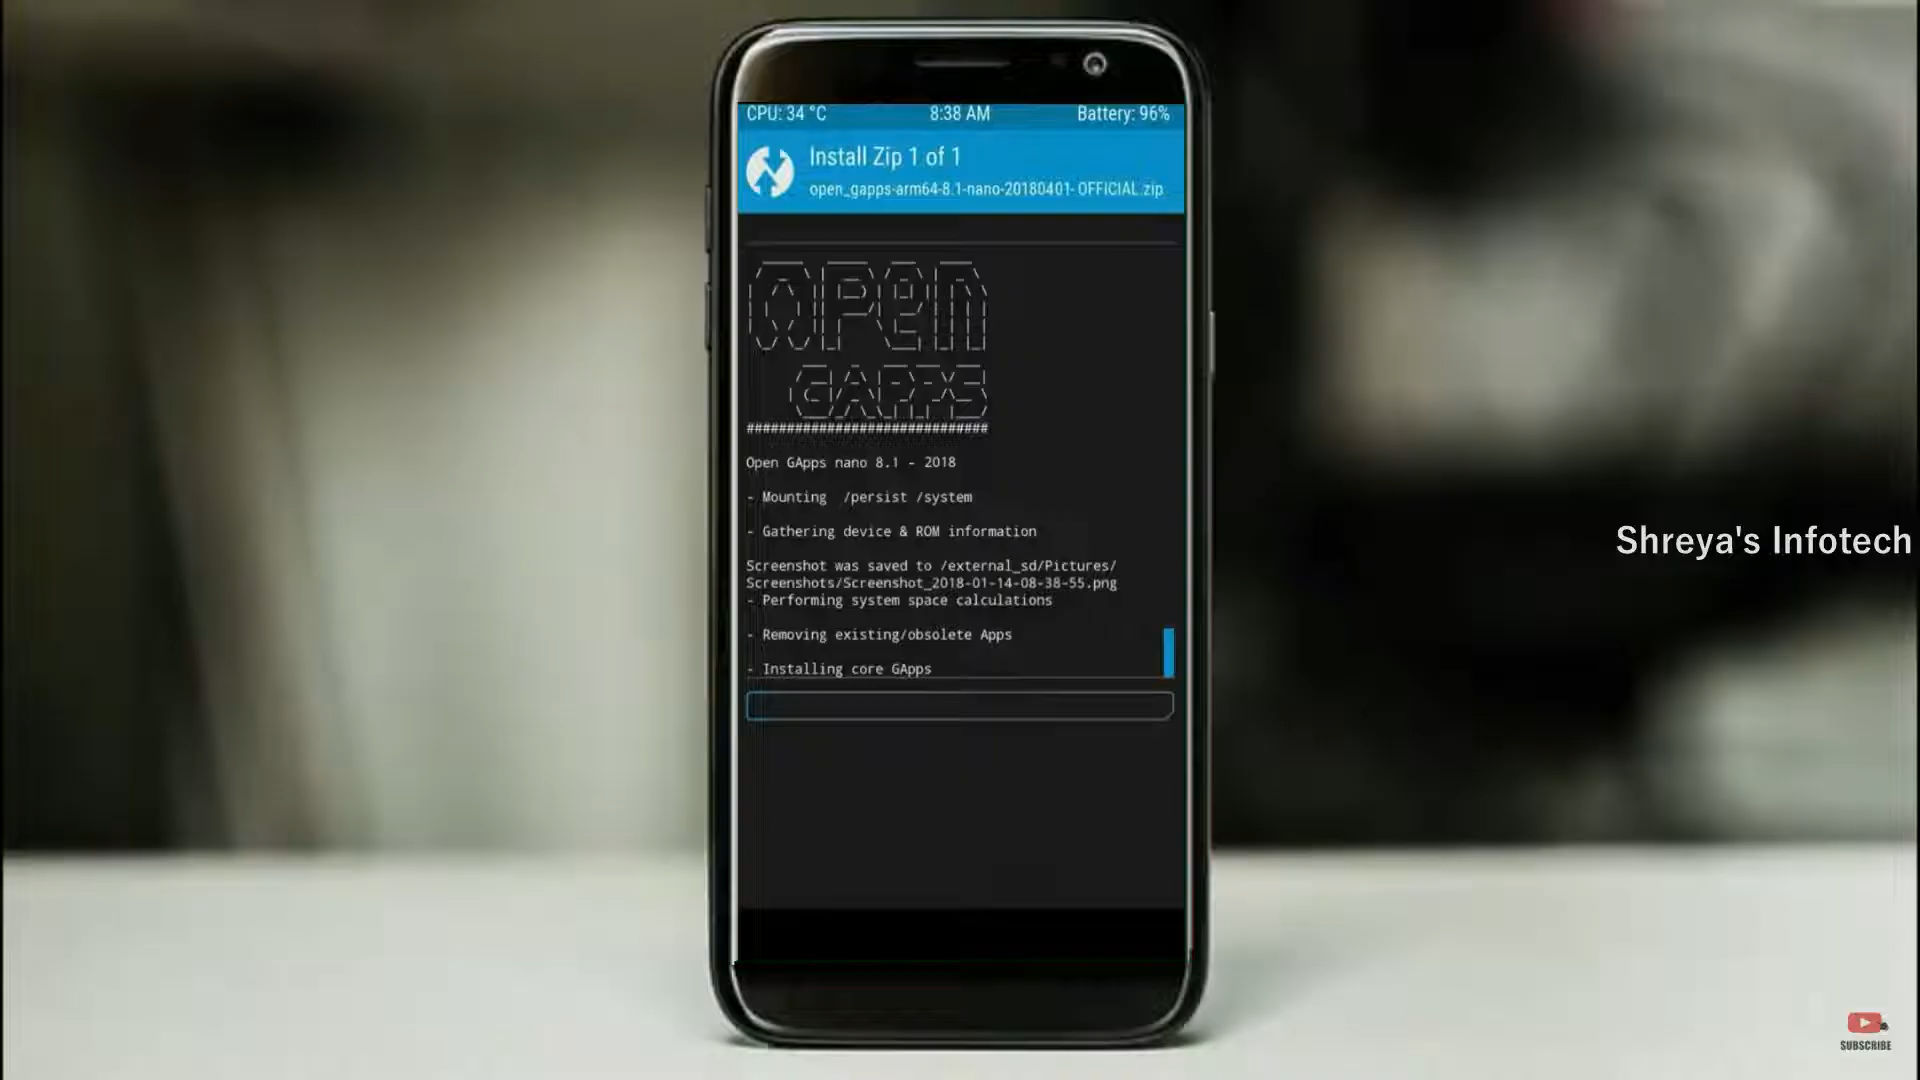 CPU: 34 °C 8:38 AM Battery: 96%
Install Zip 1 of 1
open_gapps-arm64-8.1-nano-20180401- OFFICIAL.zip
OPEN
GAPPS
##############################
Open GApps nano 8.1 - 2018
- Mounting /persist /system
- Gathering device & ROM information
Screenshot was saved to /external_sd/Pictures/
Screenshots/Screenshot_2018-01-14-08-38-55.png
- Performing system space calculations
- Removing existing/obsolete Apps
- Installing core GApps
Shreya's Infotech
SUBSCRIBE